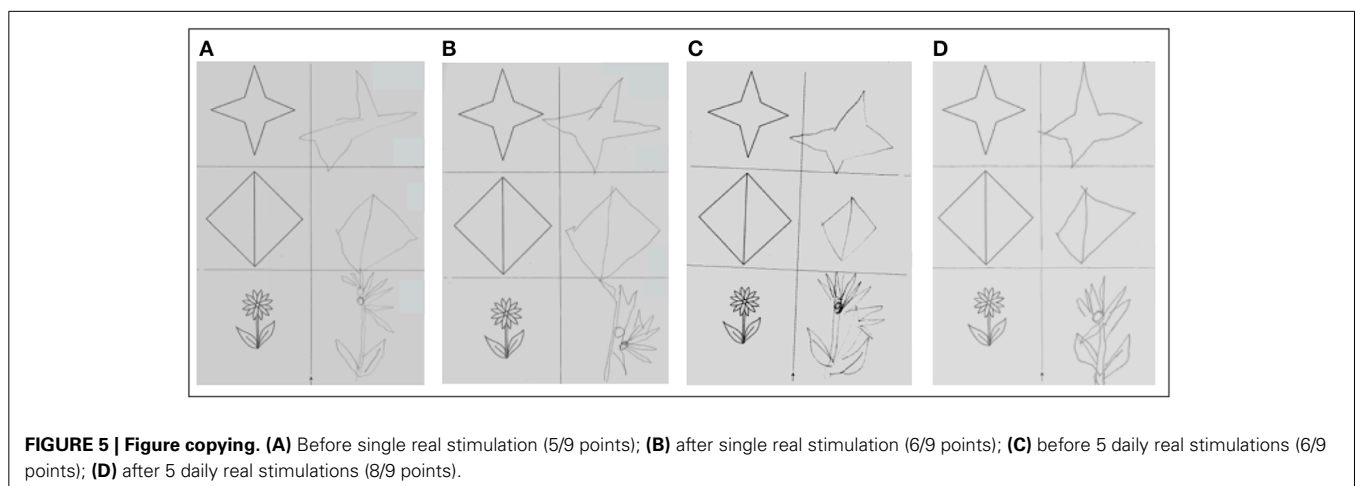 A
B
C
D
FIGURE 5 | Figure copying. (A) Before single real stimulation (5/9 points); (B) after single real stimulation (6/9 points); (C) before 5 daily real stimulations (6/9
points); (D) after 5 daily real stimulations (8/9 points).